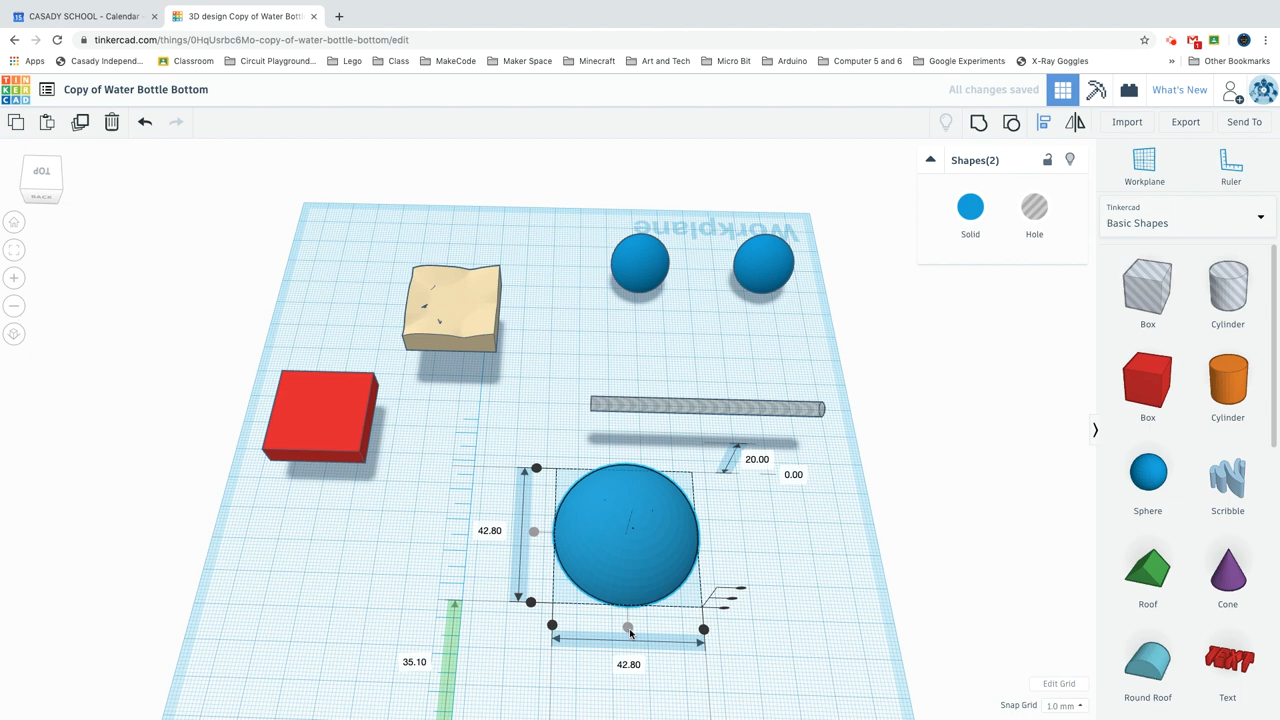 CASADY SCHOOL - Calendar
3D design Copy of Water Bott
tinkercad.com/things/0HqUsrbc6Mo-copy-of-water-bottle-bottom/edit
Apps Casady Independ... Classroom Circuit Playground... Lego Class MakeCode Maker Space Minecraft Art and Tech Micro Bit Arduino Computer 5 and 6 Google Experiments X-Ray Goggles » Other Bookmarks
TIN
KER
CAD
Copy of Water Bottle Bottom
All changes saved
What's New
Import Export Send To
TOP
BACK
Workplane
Shapes(2)
Solid Hole
Workplane Ruler
Tinkercad
Basic Shapes
Box Cylinder
Box Cylinder
Sphere Scribble
Roof Cone
Round Roof Text
TEXT
20.00
0.00
42.80
35.10
42.80
Edit Grid
Snap Grid 1.0 mm